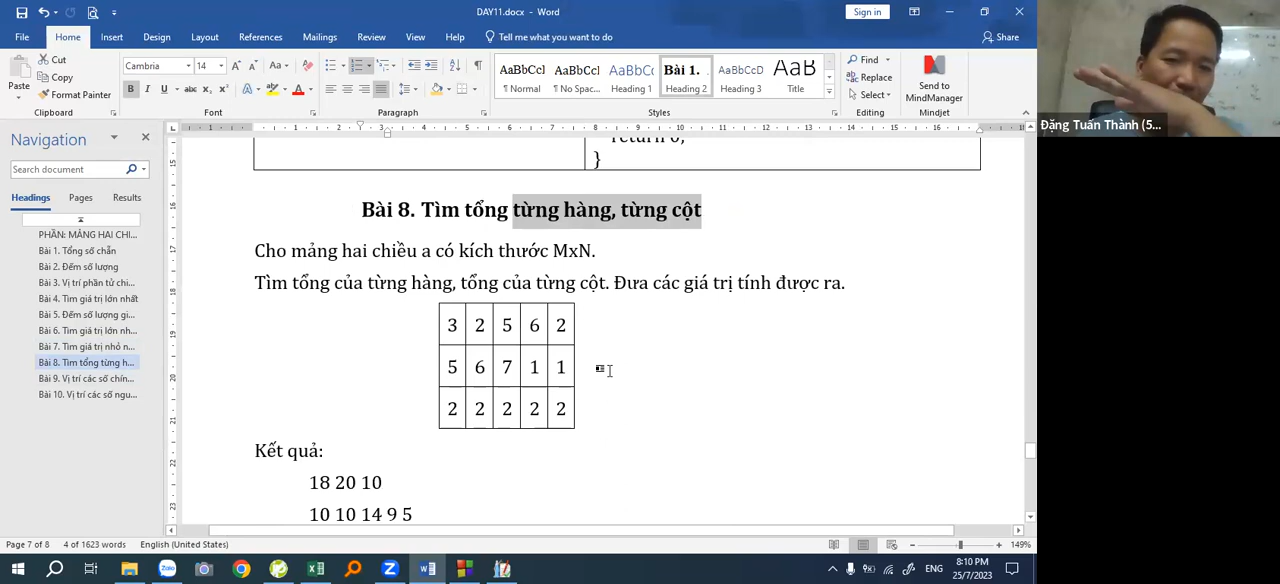 DAY11.docx - Word
Sign in
File Home Insert Design Layout References Mailings Review View Help Tell me what you want to do Share
Paste Cut
Copy
Format Painter
Clipboard
Cambria 14
Font
Paragraph
AaBbCcI AaBbCcI AaBbCc Bài 1. AaBbCcD AaB
¶ Normal ¶ No Spac... Heading 1 Heading 2 Heading 3 Title
Styles
Find
Replace
Select
Editing
Send to
MindManager
Mindjet
Navigation
Search document
Headings Pages Results
PHẦN: MẢNG HAI CHI...
Bài 1. Tổng số chẵn
Bài 2. Đếm số lượng
Bài 3. Vị trí phần tử chi...
Bài 4. Tìm giá trị lớn nhất
Bài 5. Đếm số lượng gi...
Bài 6. Tìm giá trị lớn nh...
Bài 7. Tìm giá trị nhỏ n...
Bài 8. Tìm tổng từng h...
Bài 9. Vị trí các số chín...
Bài 10. Vị trí các số ngu...
return 0;
}
Bài 8. Tìm tổng từng hàng, từng cột
Cho mảng hai chiều a có kích thước MxN.
Tìm tổng của từng hàng, tổng của từng cột. Đưa các giá trị tính được ra.
3 2 5 6 2
5 6 7 1 1
2 2 2 2 2
Kết quả:
18 20 10
10 10 14 9 5
Đặng Tuấn Thành (5...
Page 7 of 8 4 of 1623 words English (United States) 149%
ENG
8:10 PM
25/7/2023